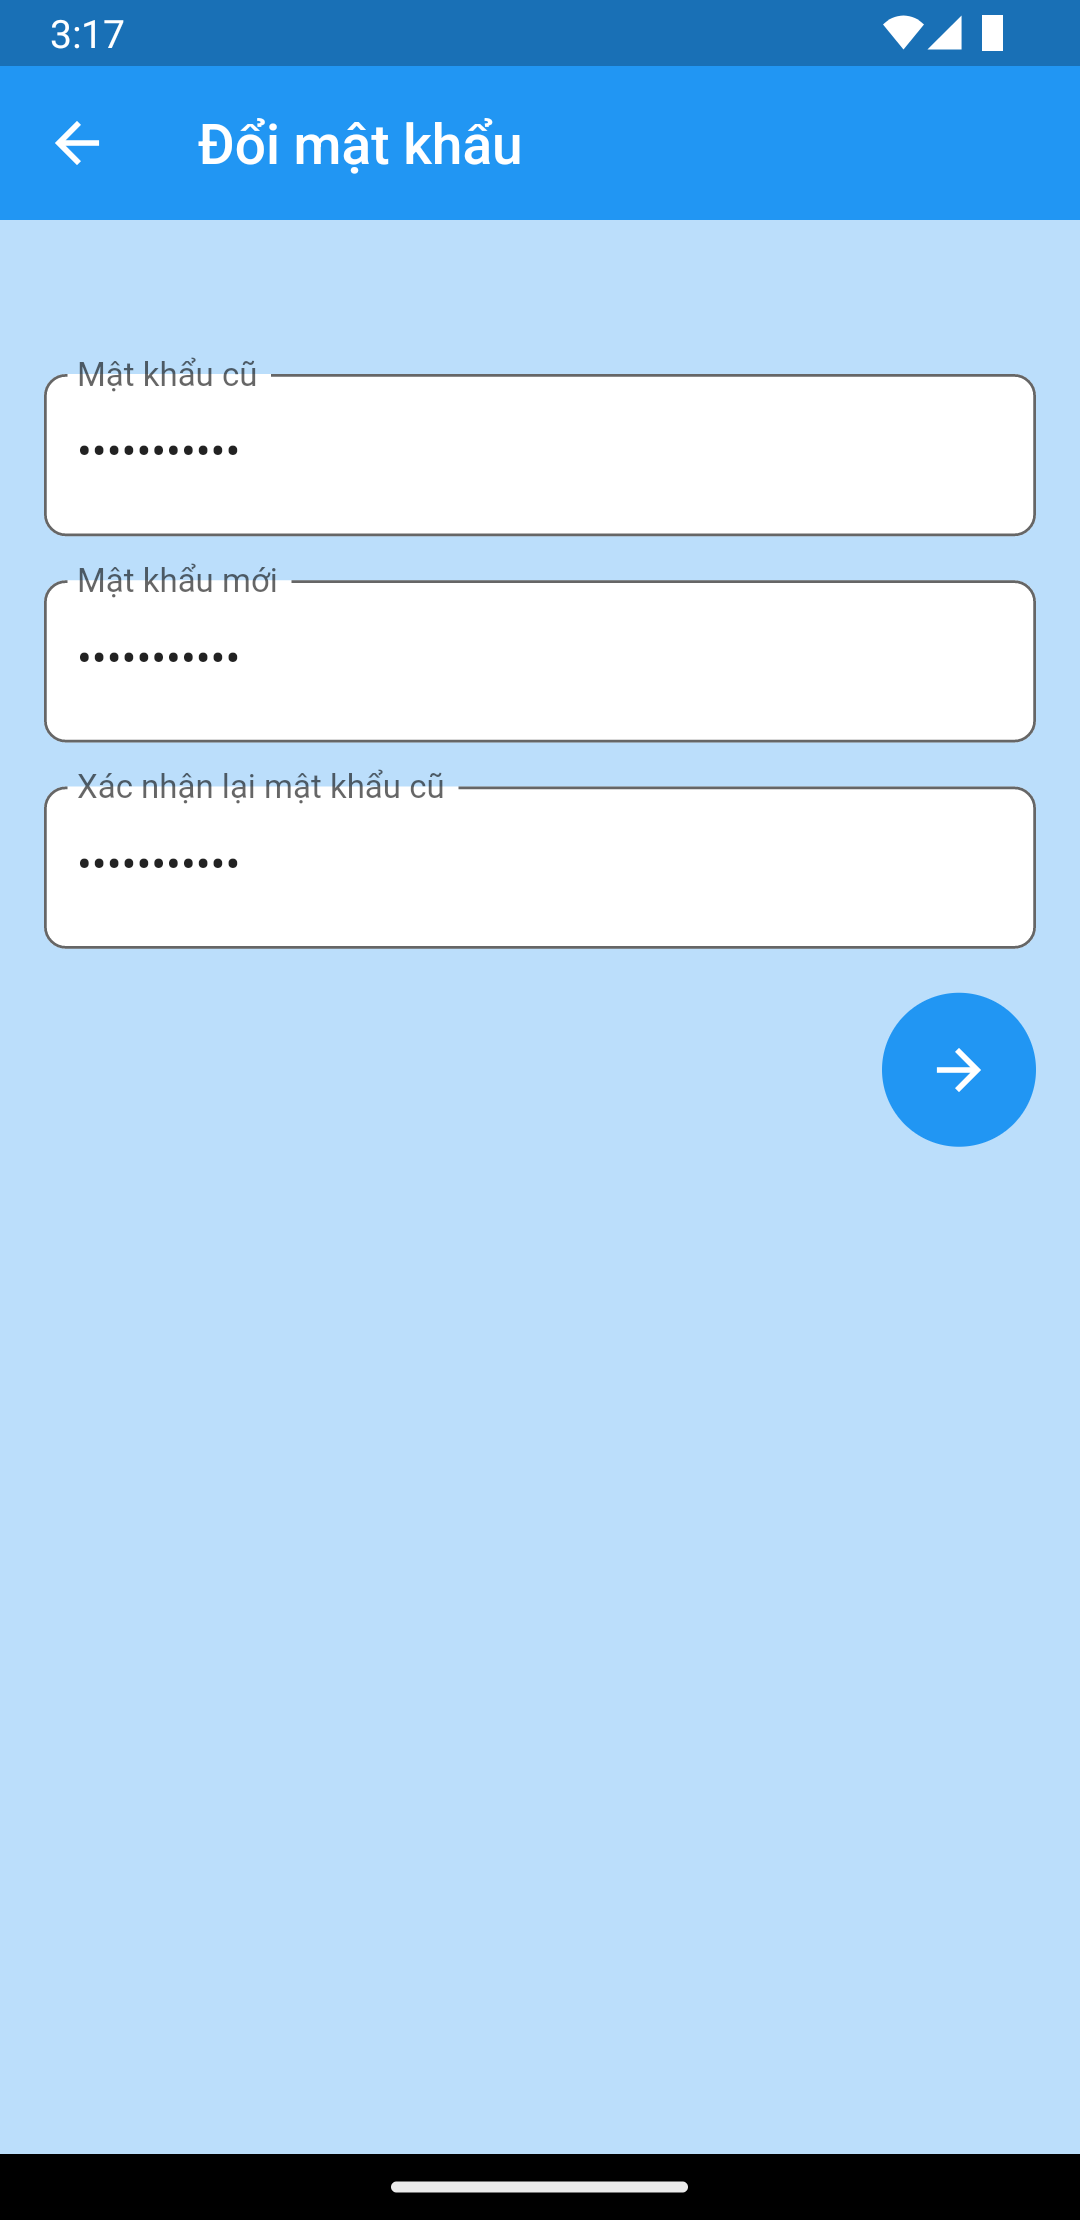 3:17
Đổi mật khẩu
Mật khẩu cũ
•••••••••••
Mật khẩu mới
•••••••••••
Xác nhận lại mật khẩu cũ
•••••••••••